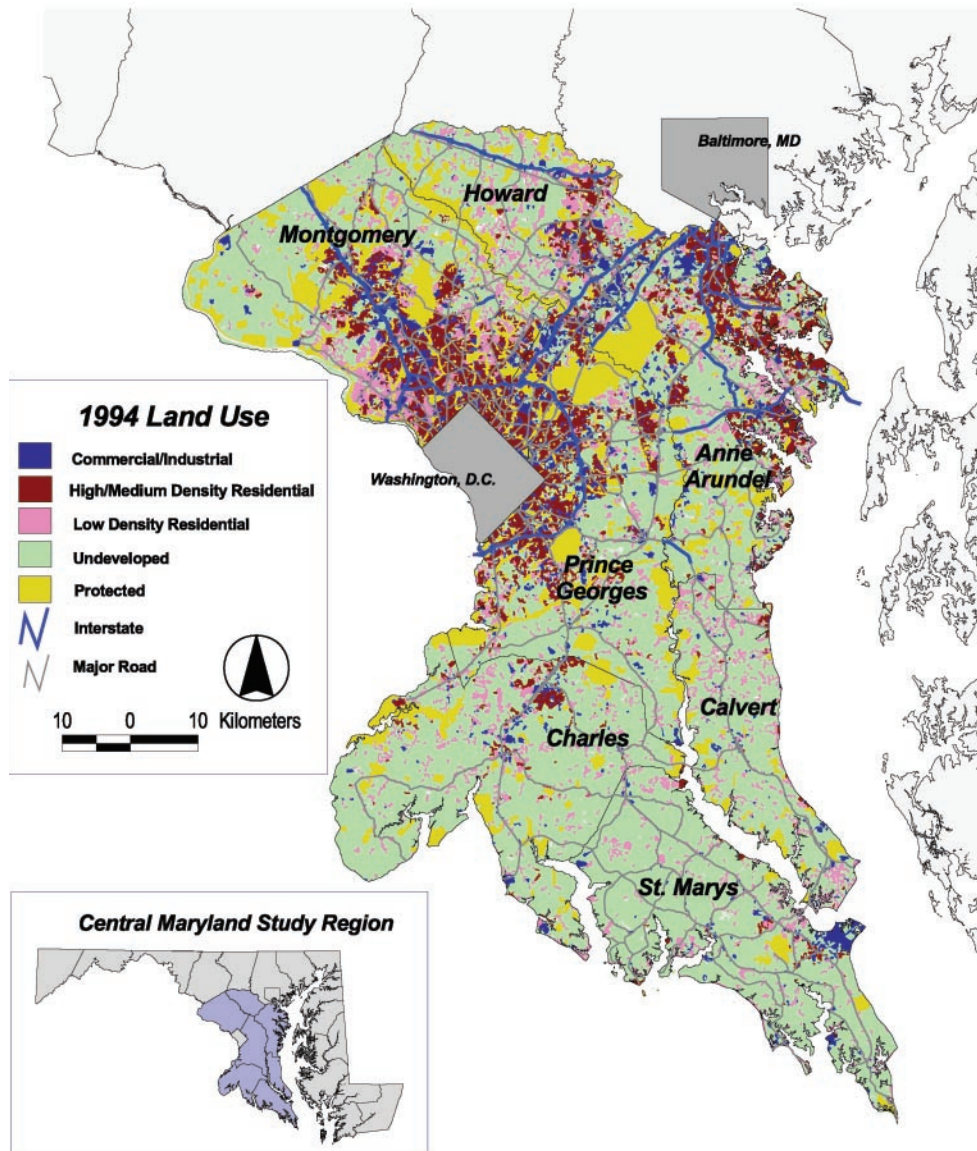 Baltimore, MD
Howard
Montgomery
1994 Land Use
Commercial/Industrial
High/Medium Density Residential
Low Density Residential
Undeveloped
Protected
Interstate
Major Road
10 0 10 Kilometers
Washington, D.C.
Anne
Arundel
Prince
Georges
Calvert
Charles
St. Marys
Central Maryland Study Region